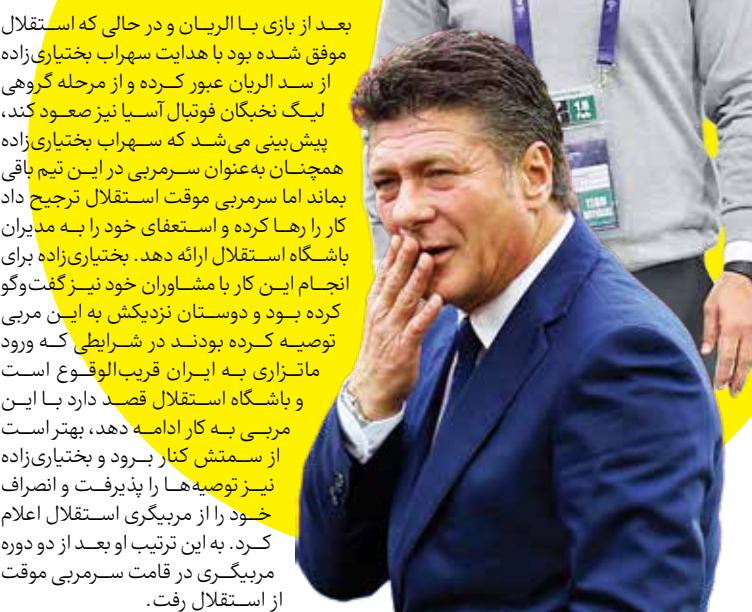 بعد از بازی با الریان و در حالی که استقلال
موفق شده بود با هدایت سهراب بختیاری‌زاده
از سد الریان عبور کرده و از مرحله گروهی
لیگ نخبگان فوتبال آسیا نیز صعود کند،
پیش‌بینی می‌شد که سهراب بختیاری‌زاده
همچنان به‌عنوان سرمربی در این تیم باقی
بماند اما سرمربی موقت استقلال ترجیح داد
کار را رها کرده و استعفای خود را به مدیران
باشگاه استقلال ارائه دهد. بختیاری‌زاده برای
انجام این کار با مشاوران خود نیز گفت‌وگو
کرده بود و دوستان نزدیکش به این مربی
توصیه کرده بودند در شرایطی که ورود
ماتزاری به ایران قریب‌الوقوع است
و باشگاه استقلال قصد دارد با این
مربی به کار ادامه دهد، بهتر است
از سمتش کنار برود و بختیاری‌زاده
نیز توصیه‌ها را پذیرفت و انصراف
خود را از مربیگری استقلال اعلام
کرد. به این ترتیب او بعد از دو دوره
مربیگری در قامت سرمربی موقت
از استقلال رفت.